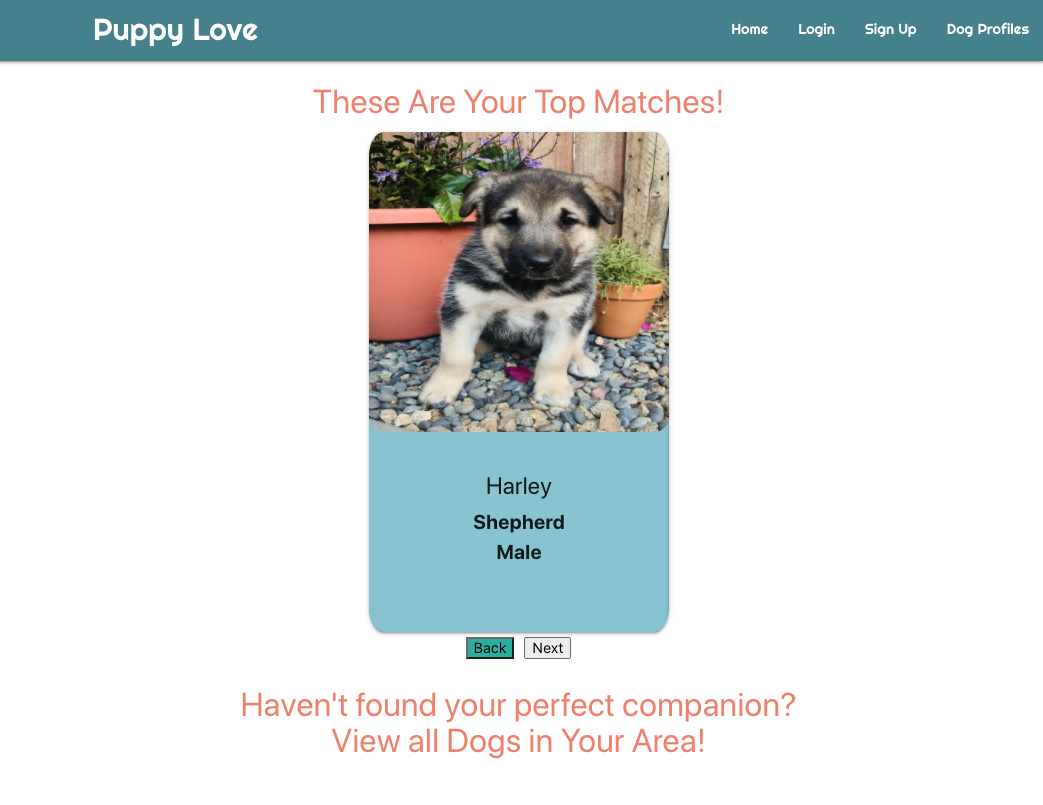 Puppy Love
Home Login Sign Up Dog Profiles
These Are Your Top Matches!
Harley
Shepherd
Male
Back Next
Haven't found your perfect companion?
View all Dogs in Your Area!